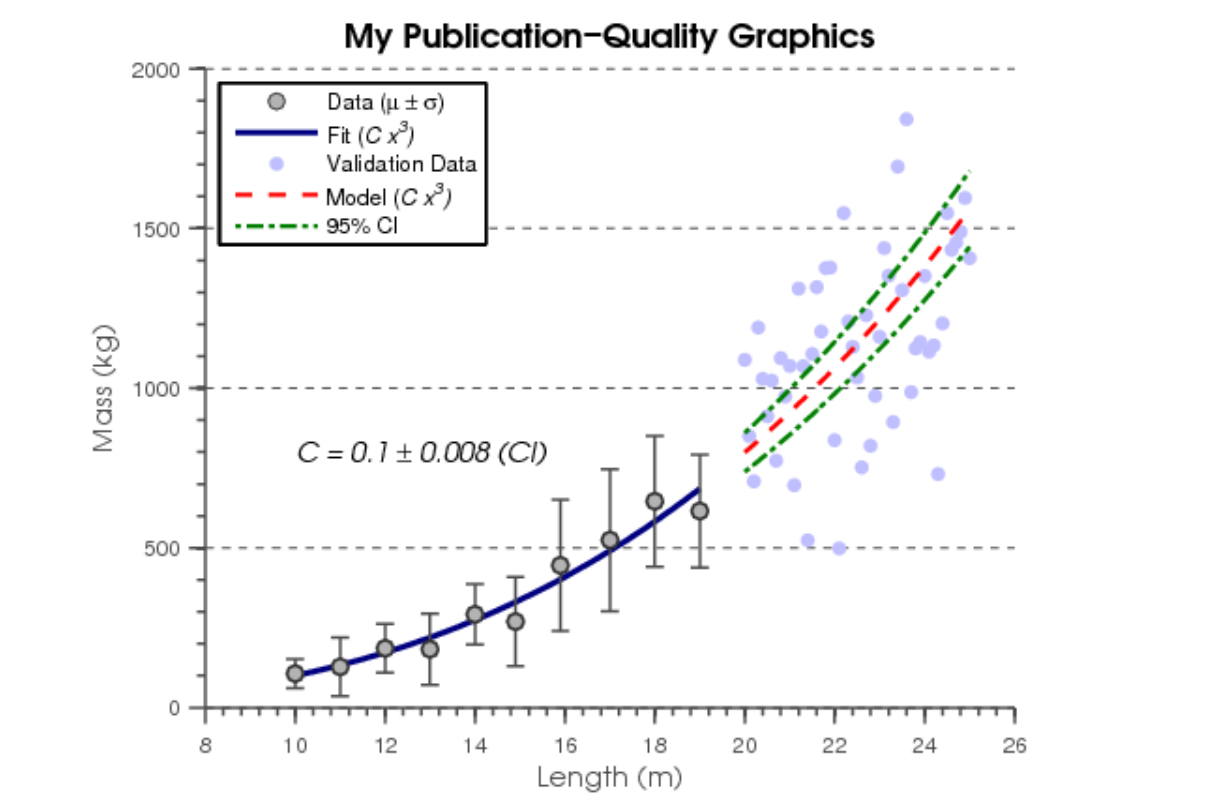 My Publication−Quality Graphics
2000
1500
1000
500
0
Mass (kg)
Data (μ ± σ)
Fit (C x³)
Validation Data
Model (C x³)
95% CI
C = 0.1 ± 0.008 (CI)
8 10 12 14 16 18 20 22 24 26
Length (m)